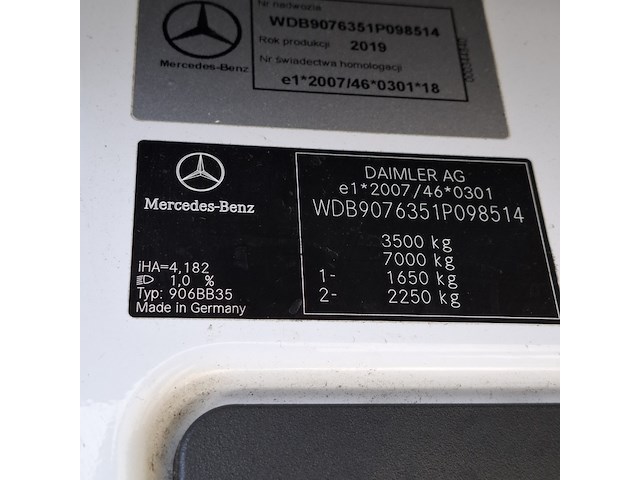 Nr nadwozia
WDB9076351P098514
Rok produkcji 2019
Nr świadectwa homologacji
e1*2007/46*0301*18
Mercedes-Benz
DAIMLER AG
e1*2007/46*0301
WDB9076351P098514
3500 kg
7000 kg
1- 1650 kg
2- 2250 kg
Mercedes-Benz
iHA=4,182
1,0 %
Typ: 906BB35
Made in Germany